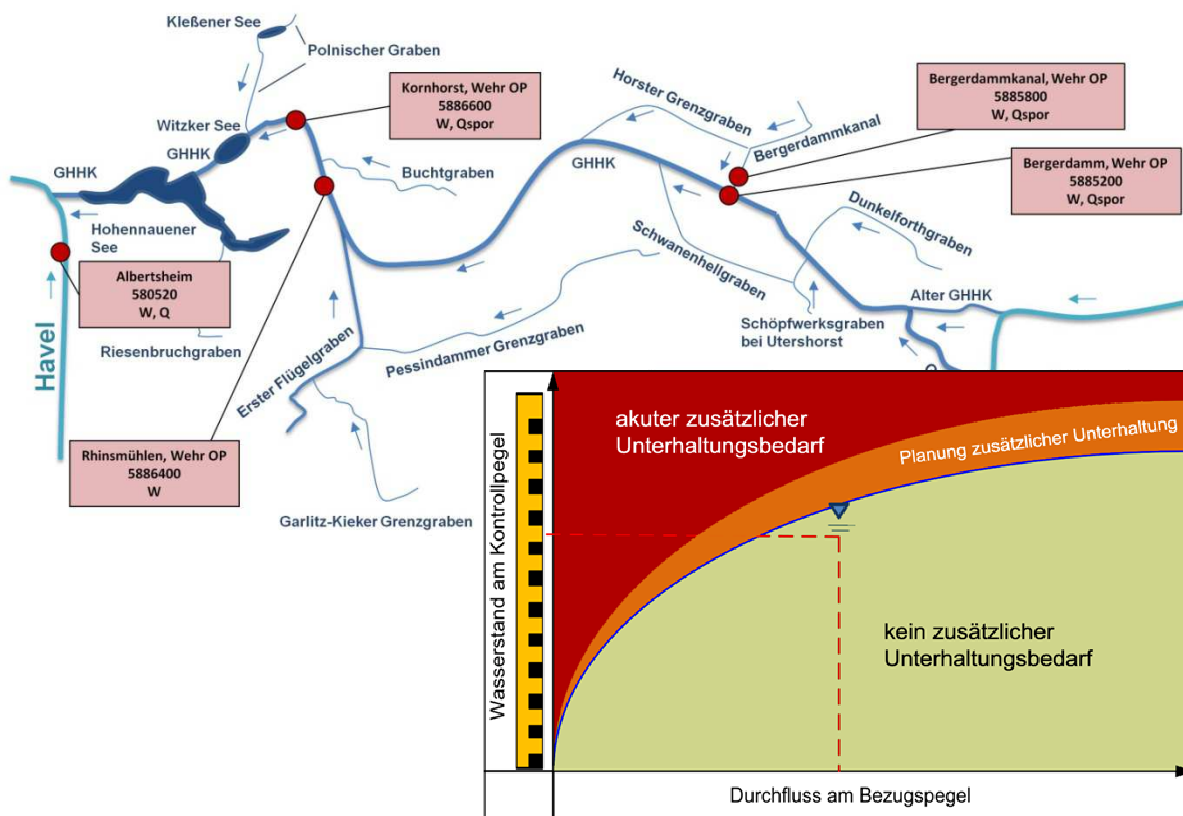 Kleßener See
Polnischer Graben
Kornhorst, Wehr OP
5886600
W, Qspor
Horster Grenzgraben
Bergerdammkanal, Wehr OP
5885800
W, Qspor
Witzker See
GHHK
GHHK
Bergerdammkanal
Bergerdamm, Wehr OP
5885200
W, Qspor
GHHK
Buchtgraben
Dunkelforthgraben
Hohennauener
See
Schwanenhellgraben
Albertsheim
580520
W, Q
Alter GHHK
Schöpfwerksgraben
bei Utershorst
Havel
Riesenbruchgraben
Pessindammer Grenzgraben
Erster Flügelgraben
Rhinsmühlen, Wehr OP
5886400
W
Garlitz-Kieker Grenzgraben
akuter zusätzlicher
Unterhaltungsbedarf
Planung zusätzlicher Unterhaltung
Wasserstand am Kontrollpegel
kein zusätzlicher
Unterhaltungsbedarf
Durchfluss am Bezugspegel